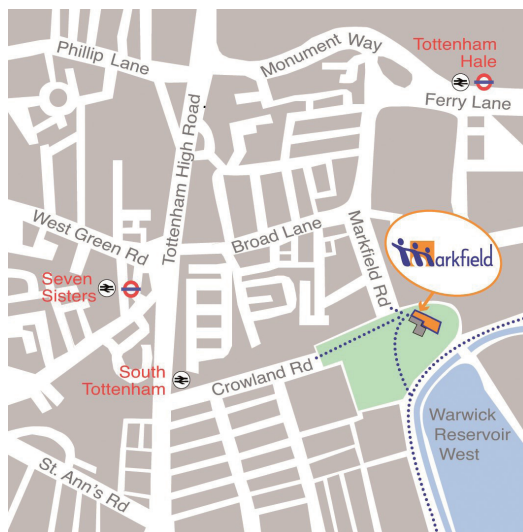 Phillip Lane
Monument Way
Tottenham
Hale
Ferry Lane
Tottenham High Road
West Green Rd
Broad Lane
Markfield Rd
markfield
Seven
Sisters
South
Tottenham
Crowland Rd
Warwick
Reservoir
West
St. Ann's Rd